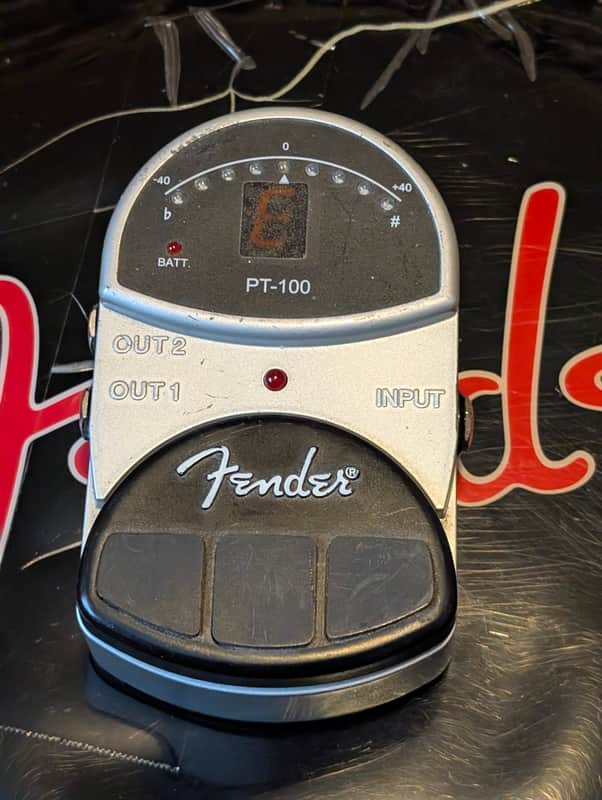 0
-40 +40
♭ #
E
BATT.
PT-100
OUT 2
OUT 1 INPUT
Fender®